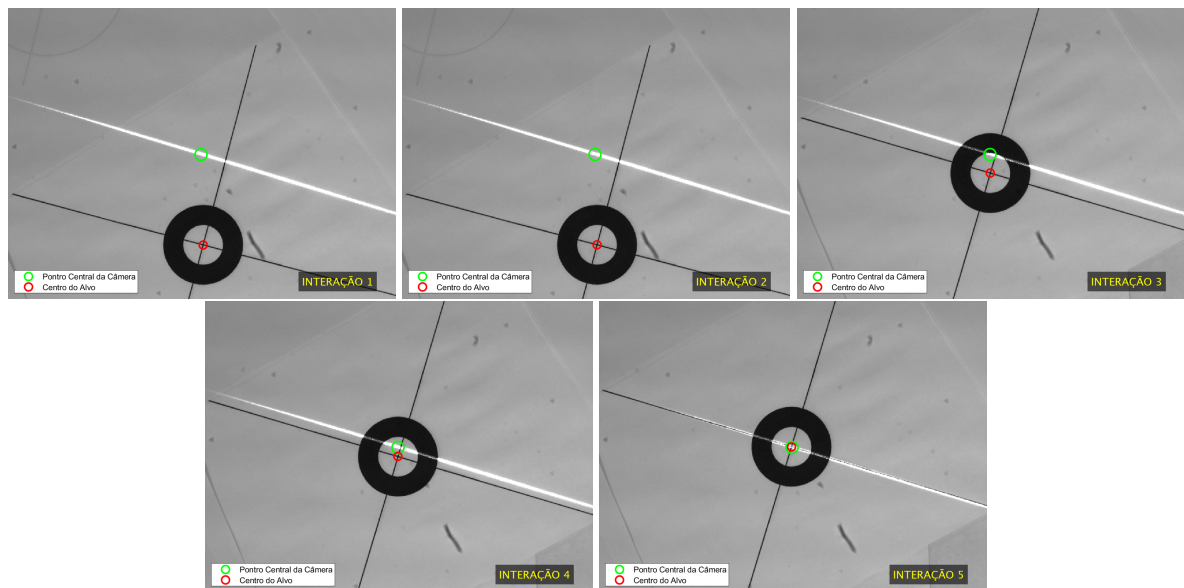 Pontro Central da Câmera
Centro do Alvo
INTERAÇÃO 1
Pontro Central da Câmera
Centro do Alvo
INTERAÇÃO 2
Pontro Central da Câmera
Centro do Alvo
INTERAÇÃO 3
Pontro Central da Câmera
Centro do Alvo
INTERAÇÃO 4
Pontro Central da Câmera
Centro do Alvo
INTERAÇÃO 5